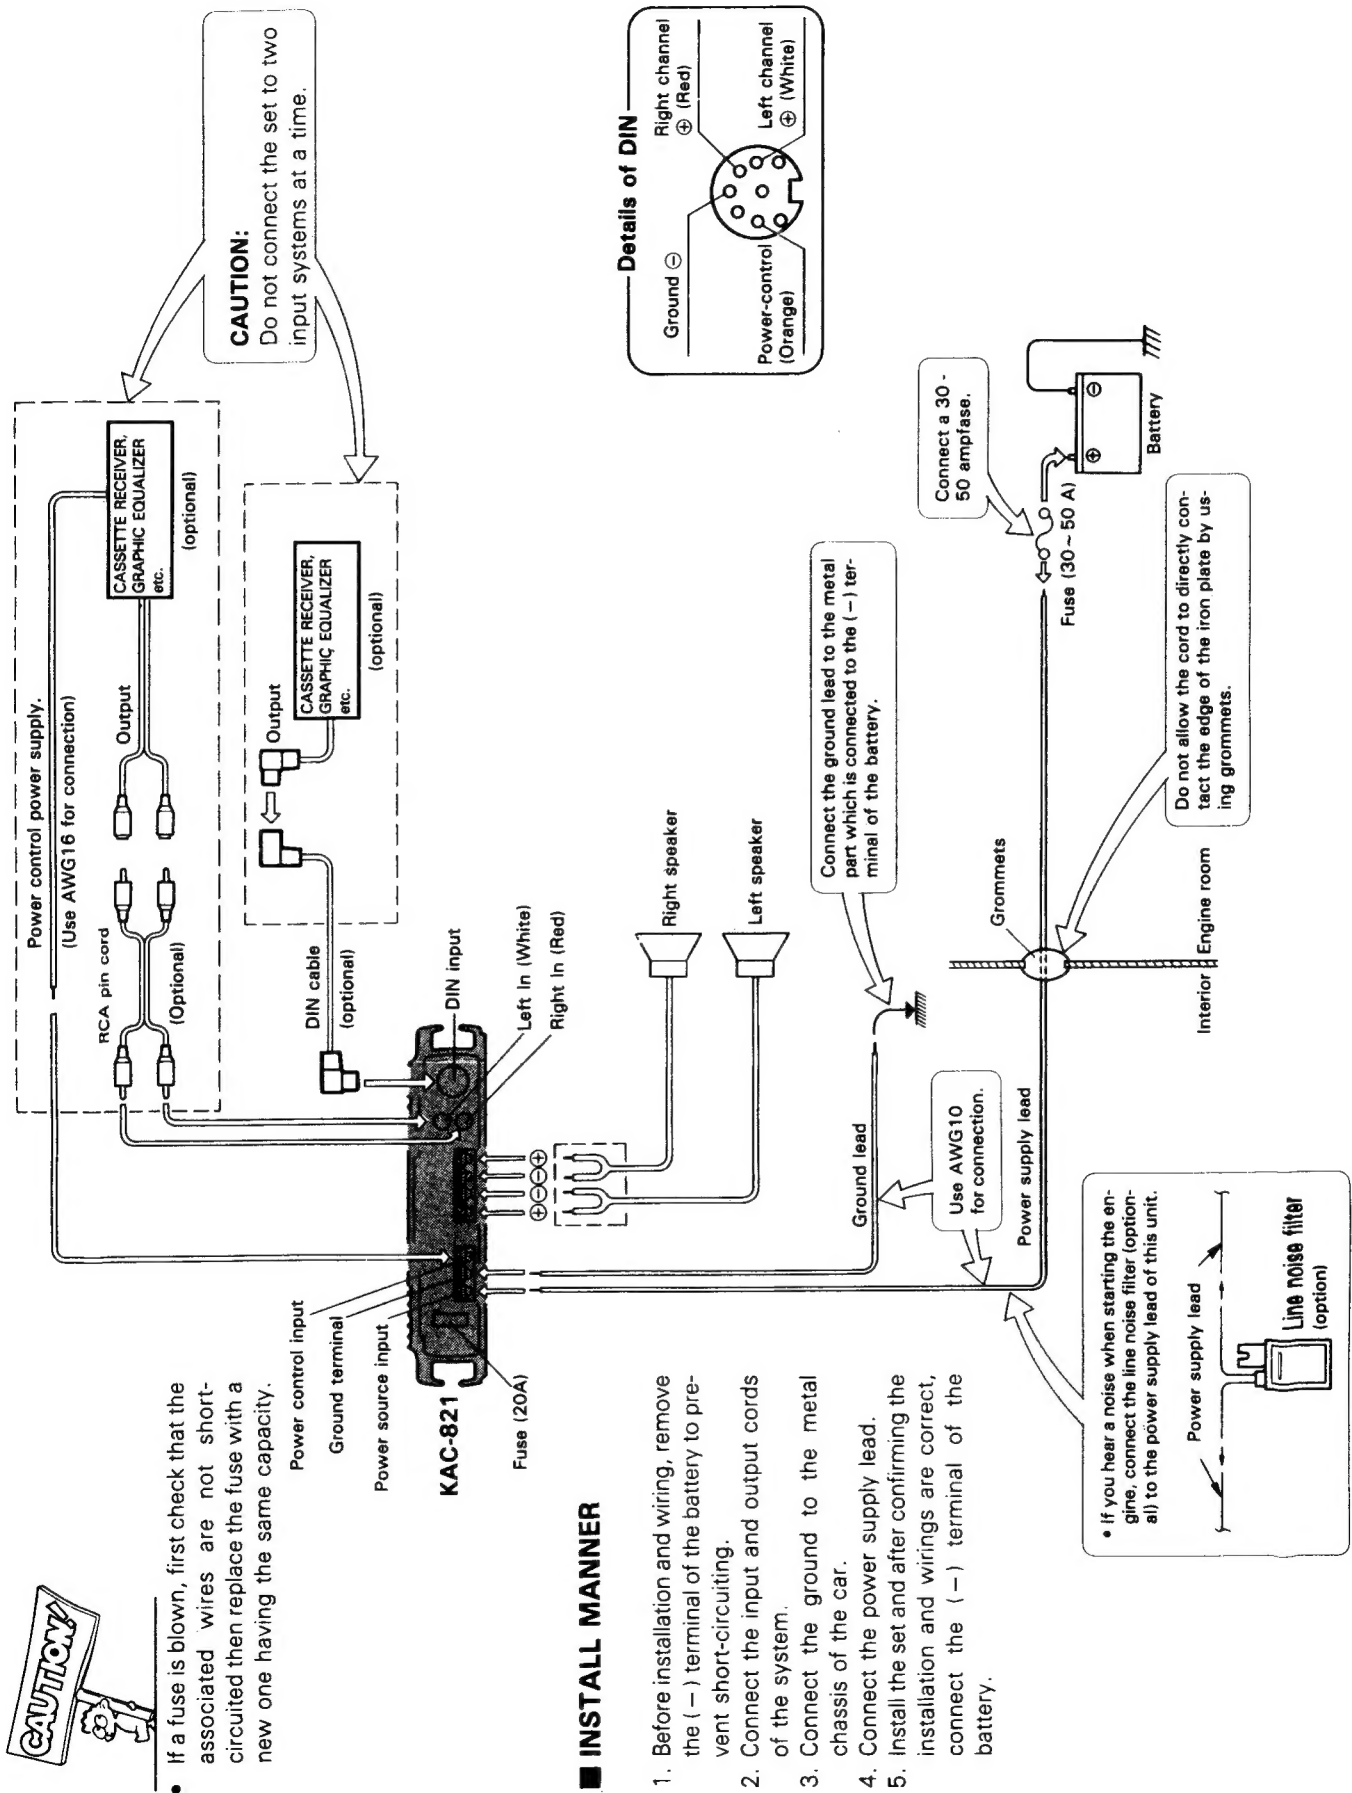 CAUTION!
• If a fuse is blown, first check that the
associated wires are not short-
circuited then replace the fuse with a
new one having the same capacity.
■ INSTALL MANNER
1. Before installation and wiring, remove
the (−) terminal of the battery to pre-
vent short-circuiting.
2. Connect the input and output cords
of the system.
3. Connect the ground to the metal
chassis of the car.
4. Connect the power supply lead.
5. Install the set and after confirming the
installation and wirings are correct,
connect the (−) terminal of the
battery.
Power control power supply.
(Use AWG16 for connection)
RCA pin cord
(Optional)
Output
CASSETTE RECEIVER,
GRAPHIC EQUALIZER
etc.
(optional)
CAUTION:
Do not connect the set to two
input systems at a time.
DIN cable
(optional)
Output
CASSETTE RECEIVER,
GRAPHIC EQUALIZER
etc.
(optional)
Power control input
Ground terminal
Power source input
KAC-821
Fuse (20A)
DIN input
Left In (White)
Right In (Red)
⊕ ⊖ ⊖ ⊕
Right speaker
Left speaker
Details of DIN
Ground ⊖
Right channel
⊕ (Red)
Power-control
(Orange)
Left channel
⊕ (White)
Ground lead
Connect the ground lead to the metal
part which is connected to the (−) ter-
minal of the battery.
Use AWG10
for connection.
Power supply lead
Grommets
Interior
Engine room
Connect a 30 -
50 ampfase.
Fuse (30 ~ 50 A)
⊕ ⊖
Battery
Do not allow the cord to directly con-
tact the edge of the iron plate by us-
ing grommets.
• If you hear a noise when starting the en-
gine, connect the line noise filter (option-
al) to the power supply lead of this unit.
Power supply lead
Line noise filter
(option)